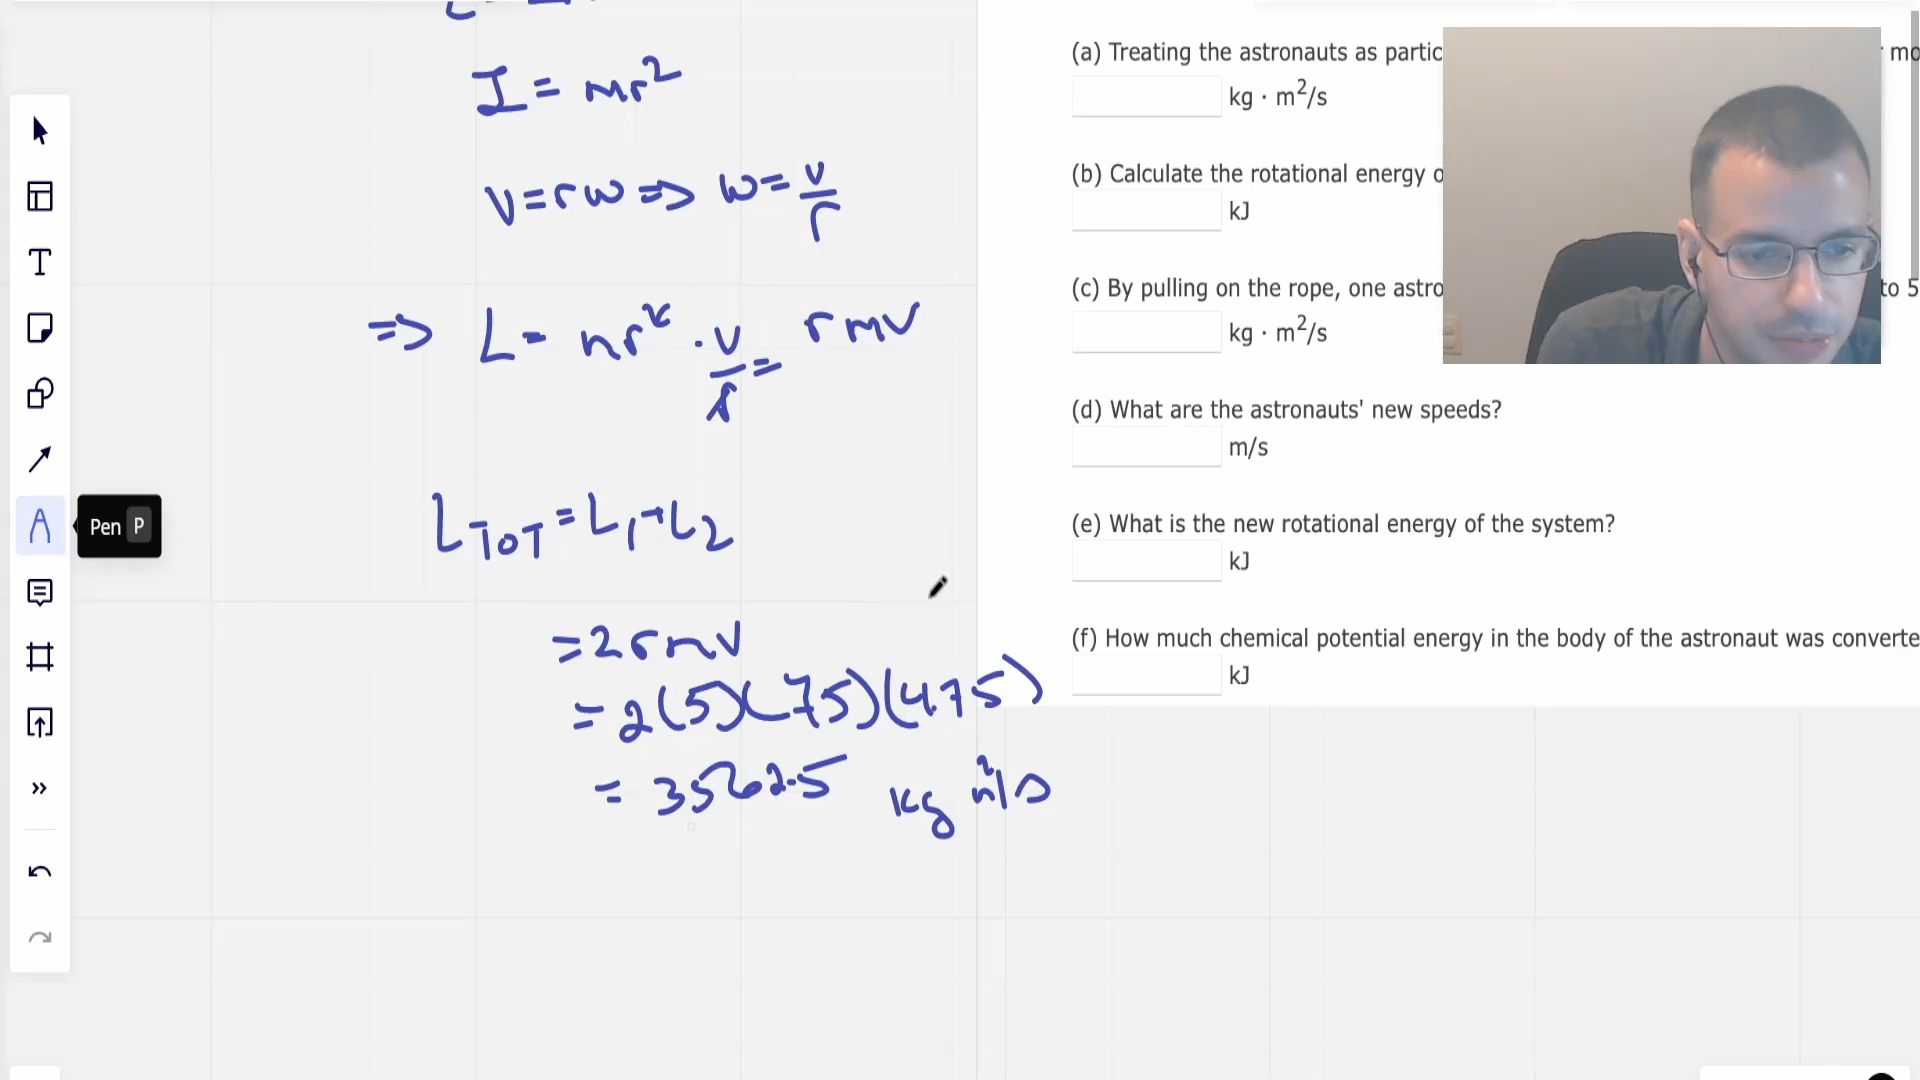 I = mr²
v = rω => ω = v/r
=> L = mr² · v/r = rmv
L_TOT = L₁ + L₂
= 2rmv
= 2(5)(75)(4.75)
= 3562.5 kg m²/s
Pen P
(a) Treating the astronauts as partic
mo
kg · m²/s
(b) Calculate the rotational energy o
kJ
(c) By pulling on the rope, one astro
to 5
kg · m²/s
(d) What are the astronauts' new speeds?
m/s
(e) What is the new rotational energy of the system?
kJ
(f) How much chemical potential energy in the body of the astronaut was converte
kJ